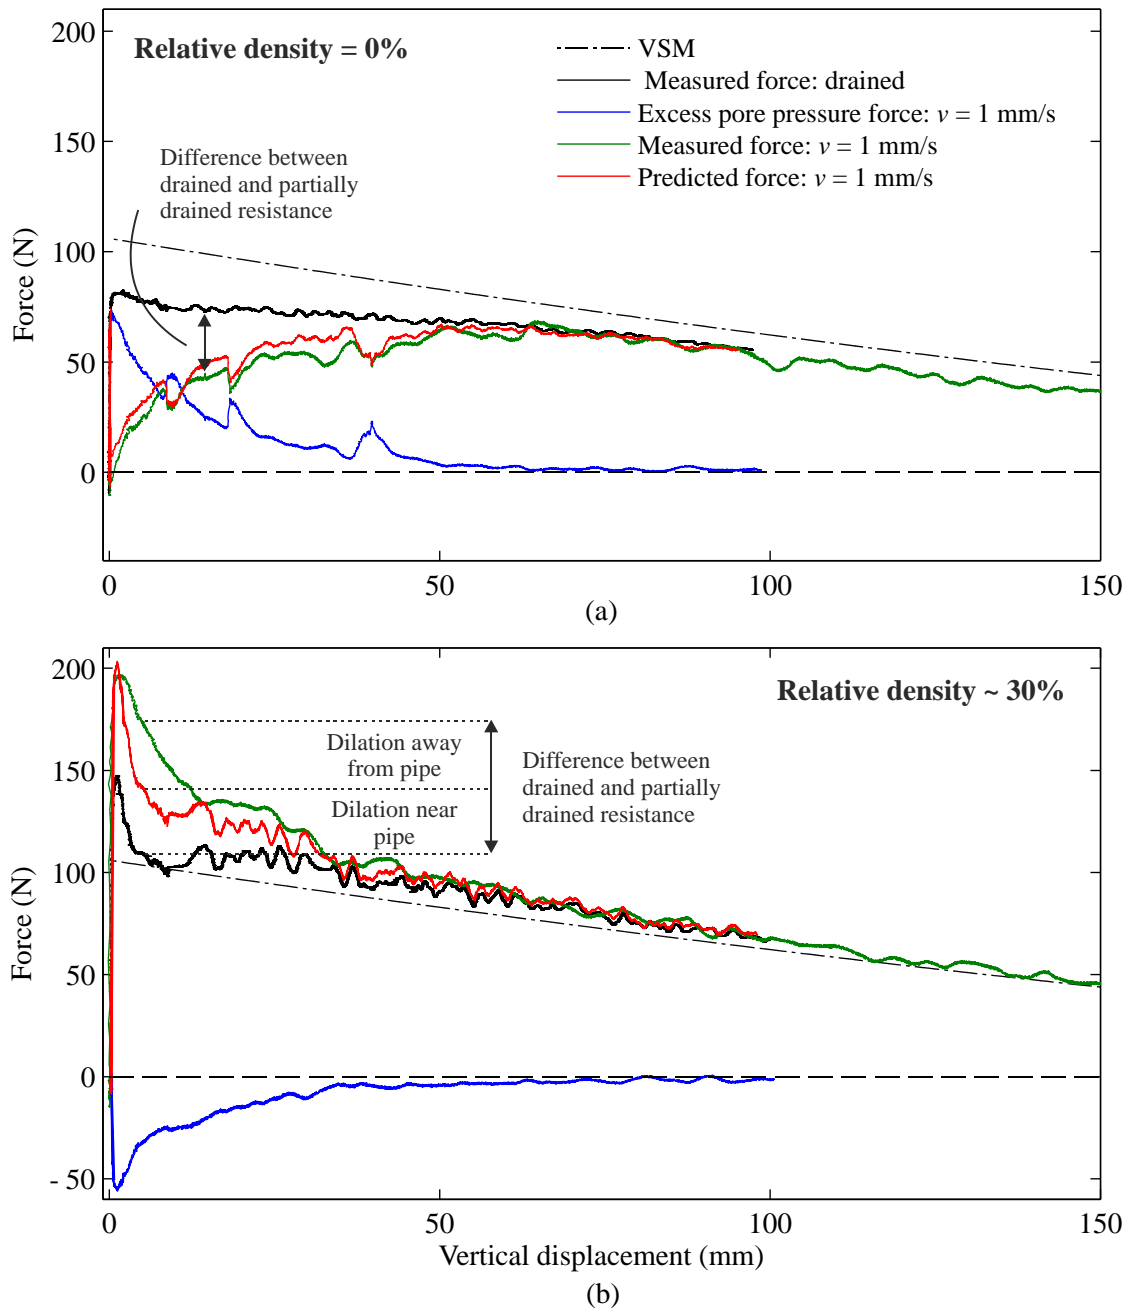 200
150
100
50
0
Force (N)
Relative density = 0%
VSM
Measured force: drained
Excess pore pressure force: v = 1 mm/s
Measured force: v = 1 mm/s
Predicted force: v = 1 mm/s
Difference between
drained and partially
drained resistance
0
50
100
150
(a)
200
150
100
50
0
- 50
Force (N)
Relative density ~ 30%
Dilation away
from pipe
Dilation near
pipe
Difference between
drained and partially
drained resistance
0
50
100
150
Vertical displacement (mm)
(b)